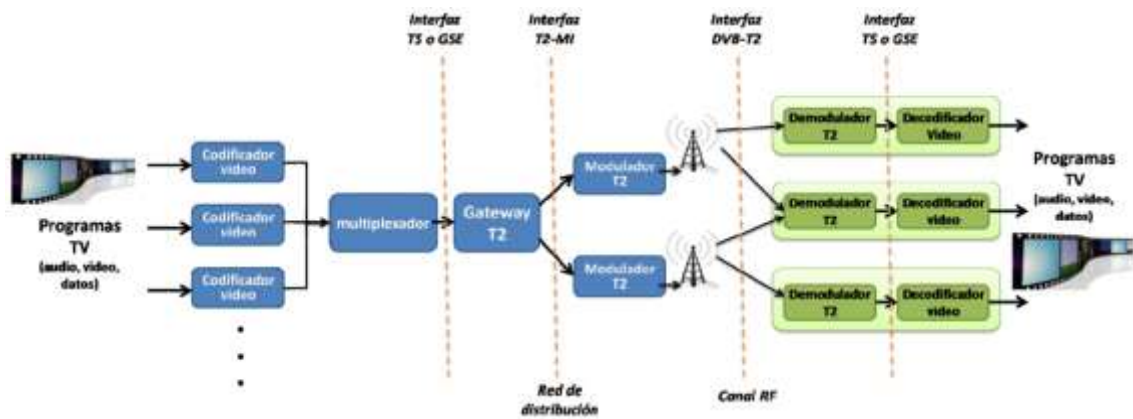 Interfaz
TS o GSE
Interfaz
T2-MI
Interfaz
DVB-T2
Interfaz
TS o GSE
Programas
TV
(audio, video,
datos)
Codificador
video
Codificador
video
Codificador
video
multiplexador
Gateway
T2
Modulador
T2
Modulador
T2
Demodulador
T2
Decodificador
Video
Demodulador
T2
Decodificador
video
Demodulador
T2
Decodificador
video
Programas
TV
(audio, video,
datos)
Red de
distribución
Canal RF